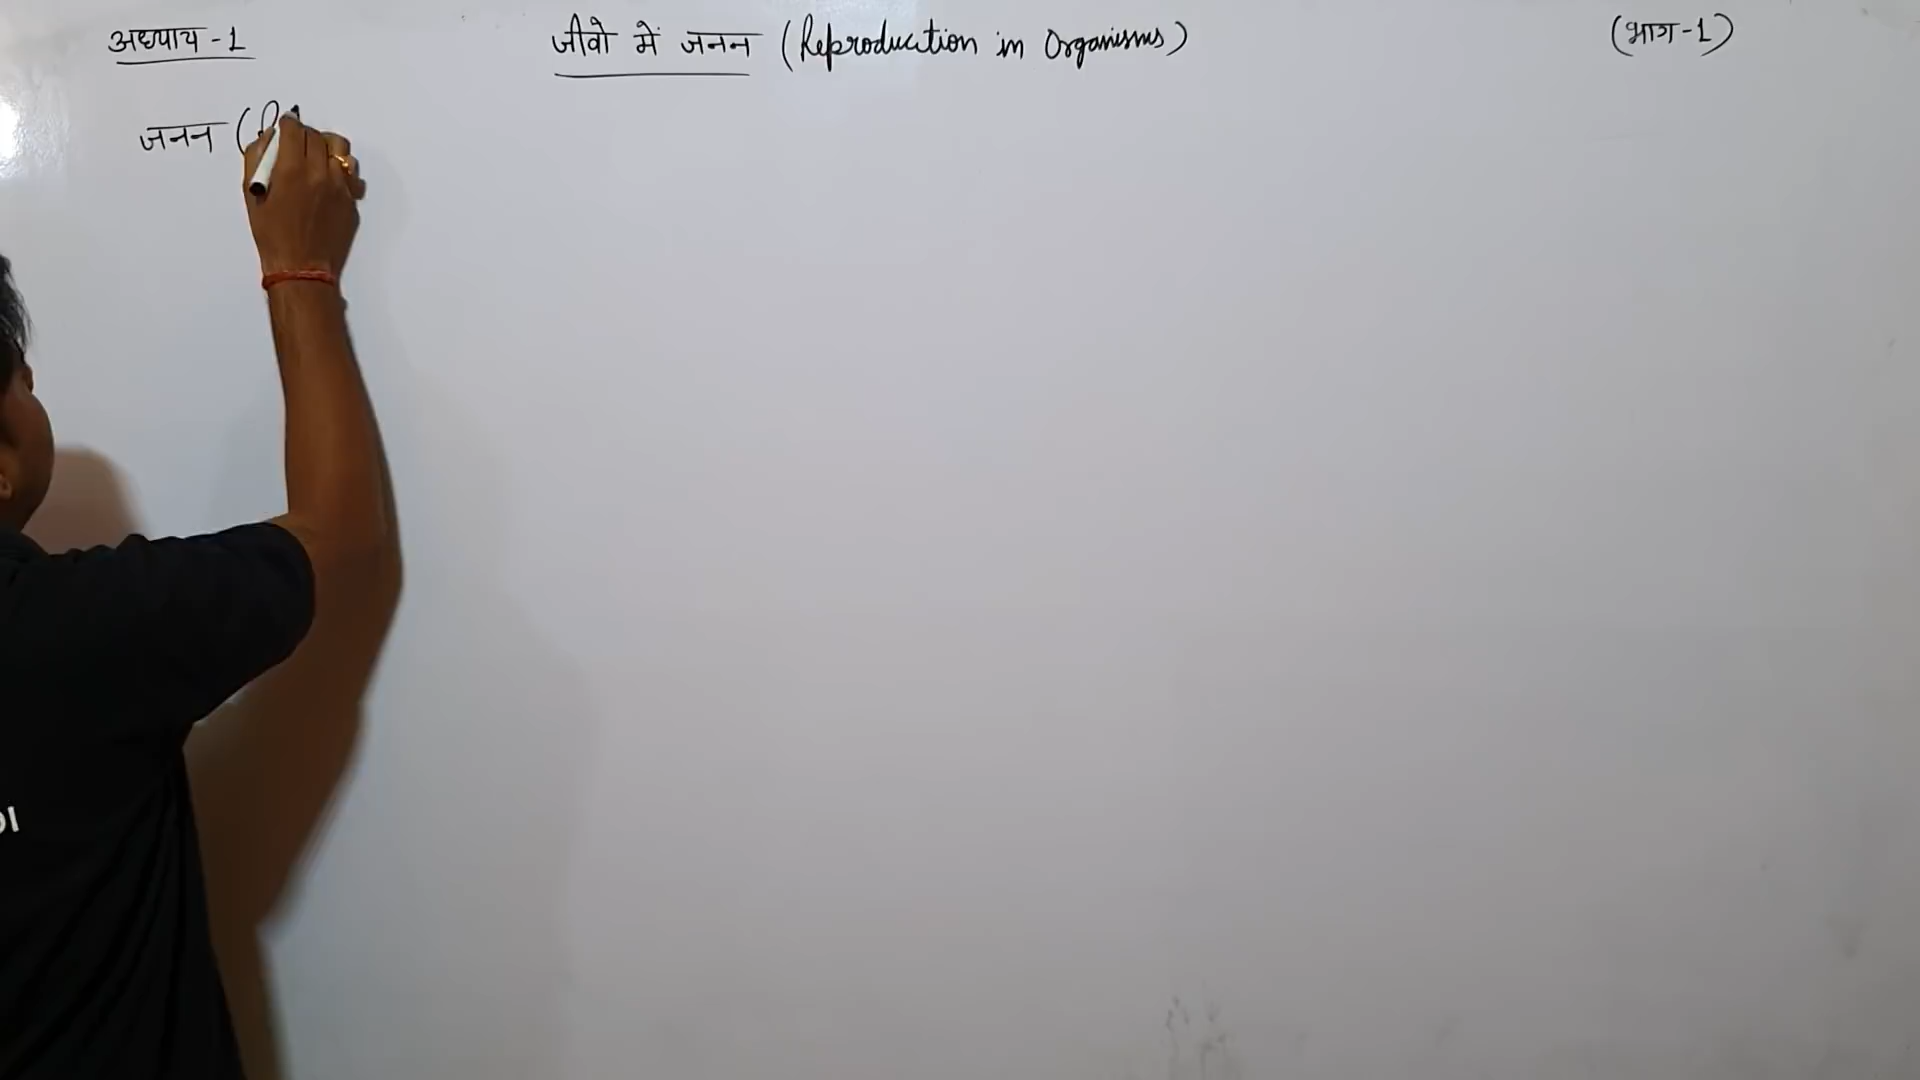 अध्याय - 1 जीवो में जनन (Reproduction in Organisms) (भाग - 1)
जनन (